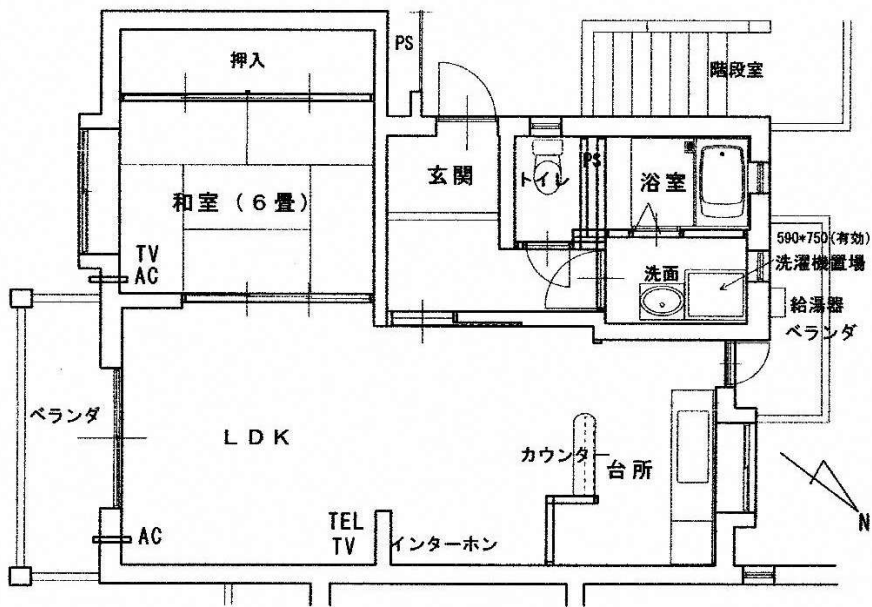 PS
押入
階段室
玄関
トイレ
PS
浴室
和室(6畳)
590*750(有効)
洗濯機置場
TV
AC
洗面
給湯器
ベランダ
ベランダ
LDK
カウンタ
台所
TEL
TV
インターホン
AC
N